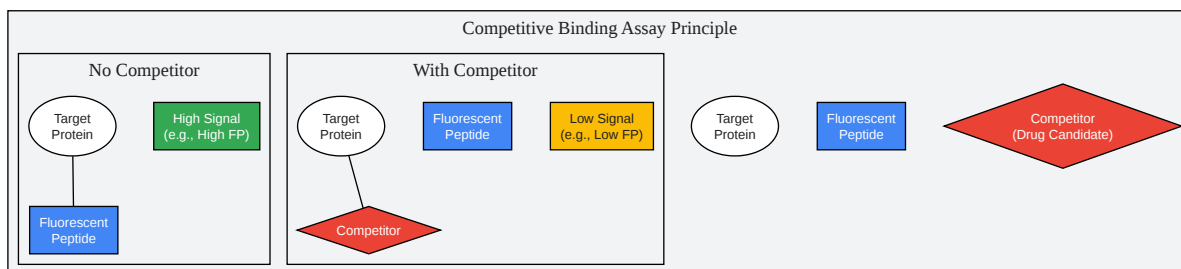 Competitive Binding Assay Principle
No Competitor
Target
Protein
High Signal
(e.g., High FP)
Fluorescent
Peptide
With Competitor
Target
Protein
Fluorescent
Peptide
Low Signal
(e.g., Low FP)
Competitor
Target
Protein
Fluorescent
Peptide
Competitor
(Drug Candidate)